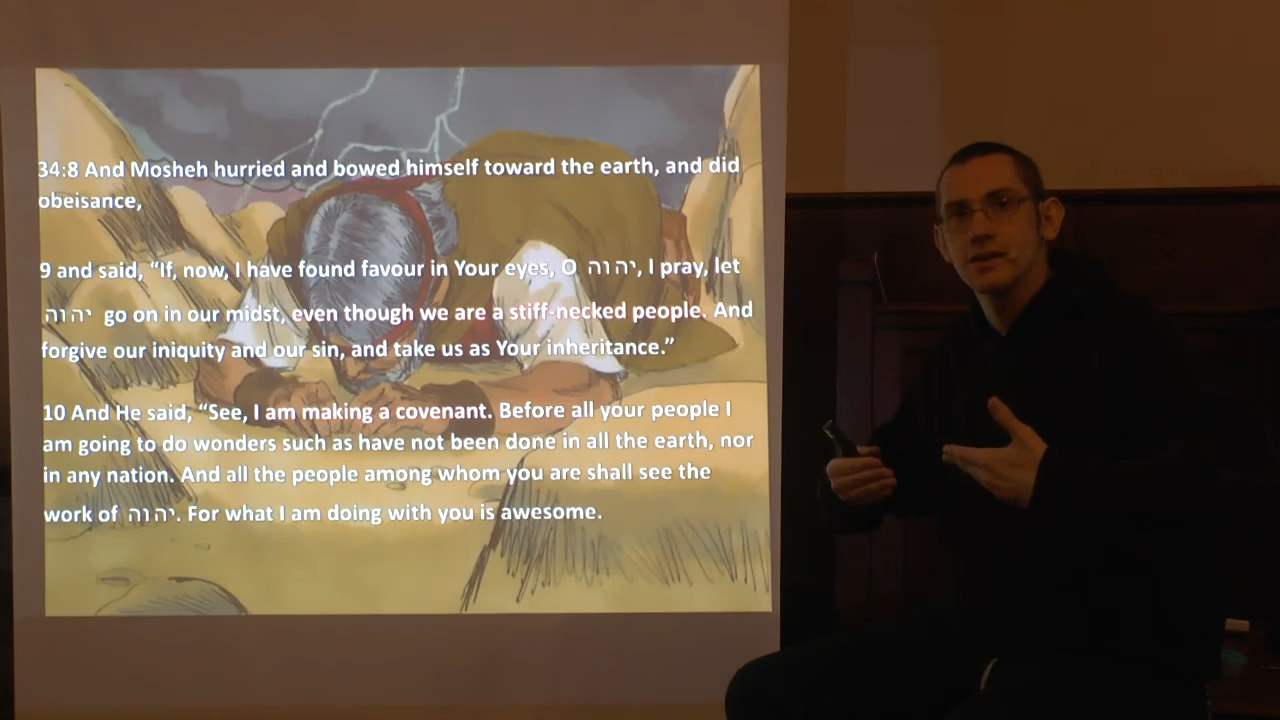 34:8 And Mosheh hurried and bowed himself toward the earth, and did
obeisance,
9 and said, “If, now, I have found favour in Your eyes, O יהוה, I pray, let
יהוה go on in our midst, even though we are a stiff-necked people. And
forgive our iniquity and our sin, and take us as Your inheritance.”
10 And He said, “See, I am making a covenant. Before all your people I
am going to do wonders such as have not been done in all the earth, nor
in any nation. And all the people among whom you are shall see the
work of יהוה. For what I am doing with you is awesome.